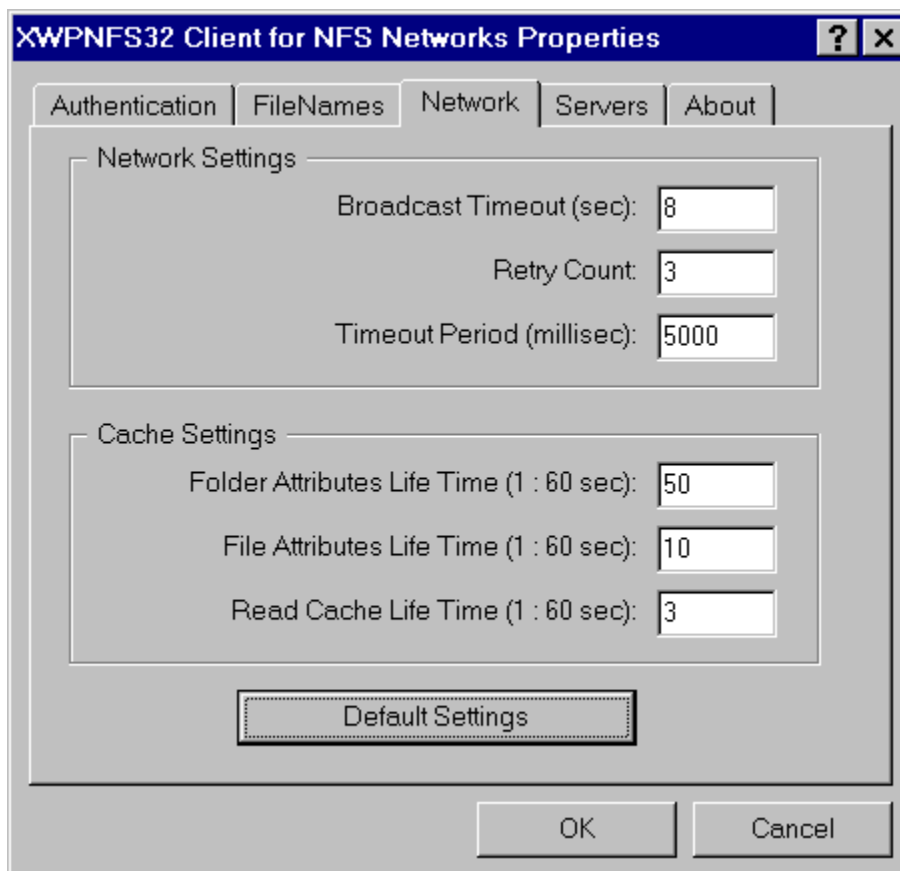 XWPNFS32 Client for NFS Networks Properties
Authentication FileNames Network Servers About
Network Settings
Broadcast Timeout (sec): 8
Retry Count: 3
Timeout Period (millisec): 5000
Cache Settings
Folder Attributes Life Time (1 : 60 sec): 50
File Attributes Life Time (1 : 60 sec): 10
Read Cache Life Time (1 : 60 sec): 3
Default Settings
OK Cancel